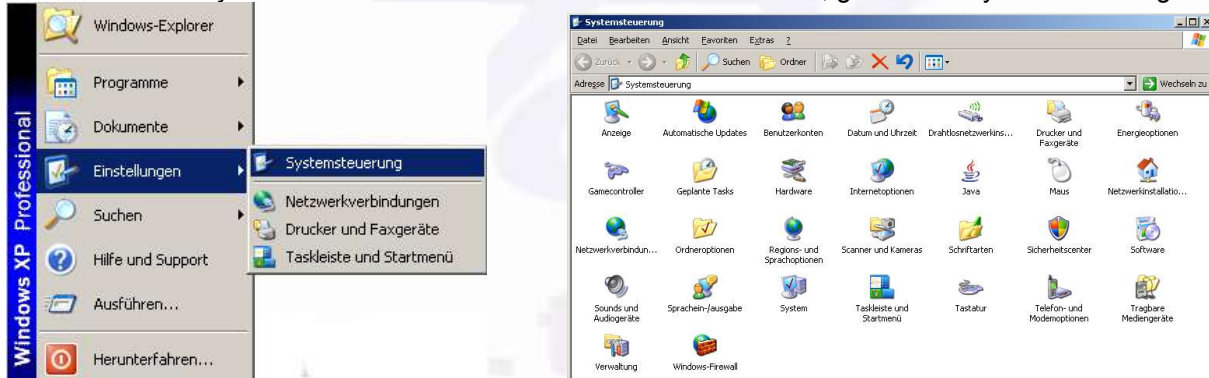 Windows XP Professional
Windows-Explorer
Programme
Dokumente
Einstellungen
Suchen
Hilfe und Support
Ausführen...
Herunterfahren...
Systemsteuerung
Netzwerkverbindungen
Drucker und Faxgeräte
Taskleiste und Startmenü
Systemsteuerung
Datei Bearbeiten Ansicht Favoriten Extras ?
Zurück Suchen Ordner
Adresse Systemsteuerung Wechseln zu
Anzeige Automatische Updates Benutzerkonten Datum und Uhrzeit Drahtlosnetzwerkins... Drucker und Energieoptionen
Faxgeräte
Gamecontroller Geplante Tasks Hardware Internetoptionen Java Maus Netzwerkinstallatio...
Netzwerkverbindun... Ordneroptionen Regions- und Scanner und Kameras Schriftarten Sicherheitscenter Software
Sprachoptionen
Sounds und Sprachein-/ausgabe System Taskleiste und Tastatur Telefon- und Tragbare
Audiogeräte Startmenü Modemoptionen Mediengeräte
Verwaltung Windows-Firewall